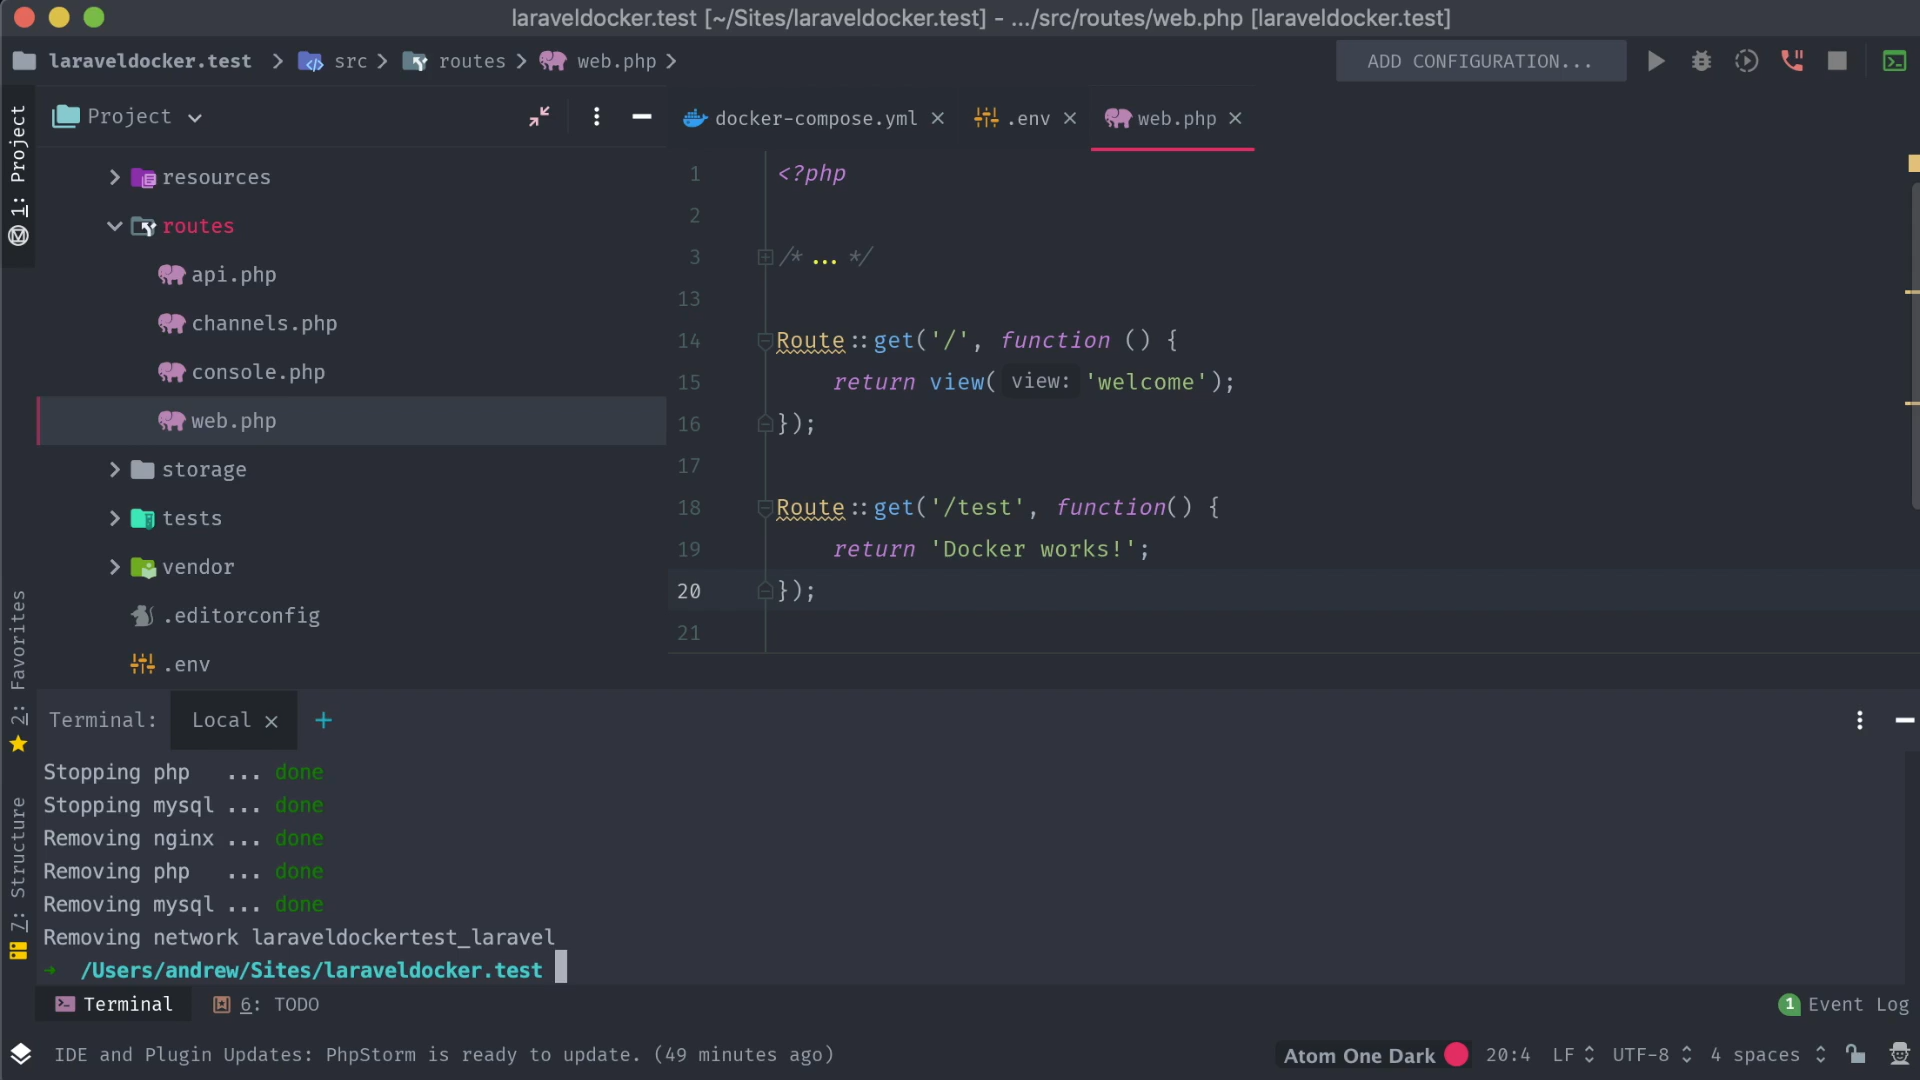 laraveldocker.test [~/Sites/laraveldocker.test] - .../src/routes/web.php [laraveldocker.test]
laraveldocker.test > src > routes > web.php >
ADD CONFIGURATION...
1: Project
Project
docker-compose.yml
.env
web.php
resources
routes
api.php
channels.php
console.php
web.php
storage
tests
vendor
.editorconfig
.env
1 <?php
2
3 /* ... */
13
14 Route::get('/', function () {
15 return view( view: 'welcome');
16 });
17
18 Route::get('/test', function() {
19 return 'Docker works!';
20 });
21
2: Favorites
7: Structure
Terminal: Local +
Stopping php ... done
Stopping mysql ... done
Removing nginx ... done
Removing php ... done
Removing mysql ... done
Removing network laraveldockertest_laravel
➜ /Users/andrew/Sites/laraveldocker.test
Terminal
6: TODO
1 Event Log
IDE and Plugin Updates: PhpStorm is ready to update. (49 minutes ago)
Atom One Dark
20:4
LF
UTF-8
4 spaces